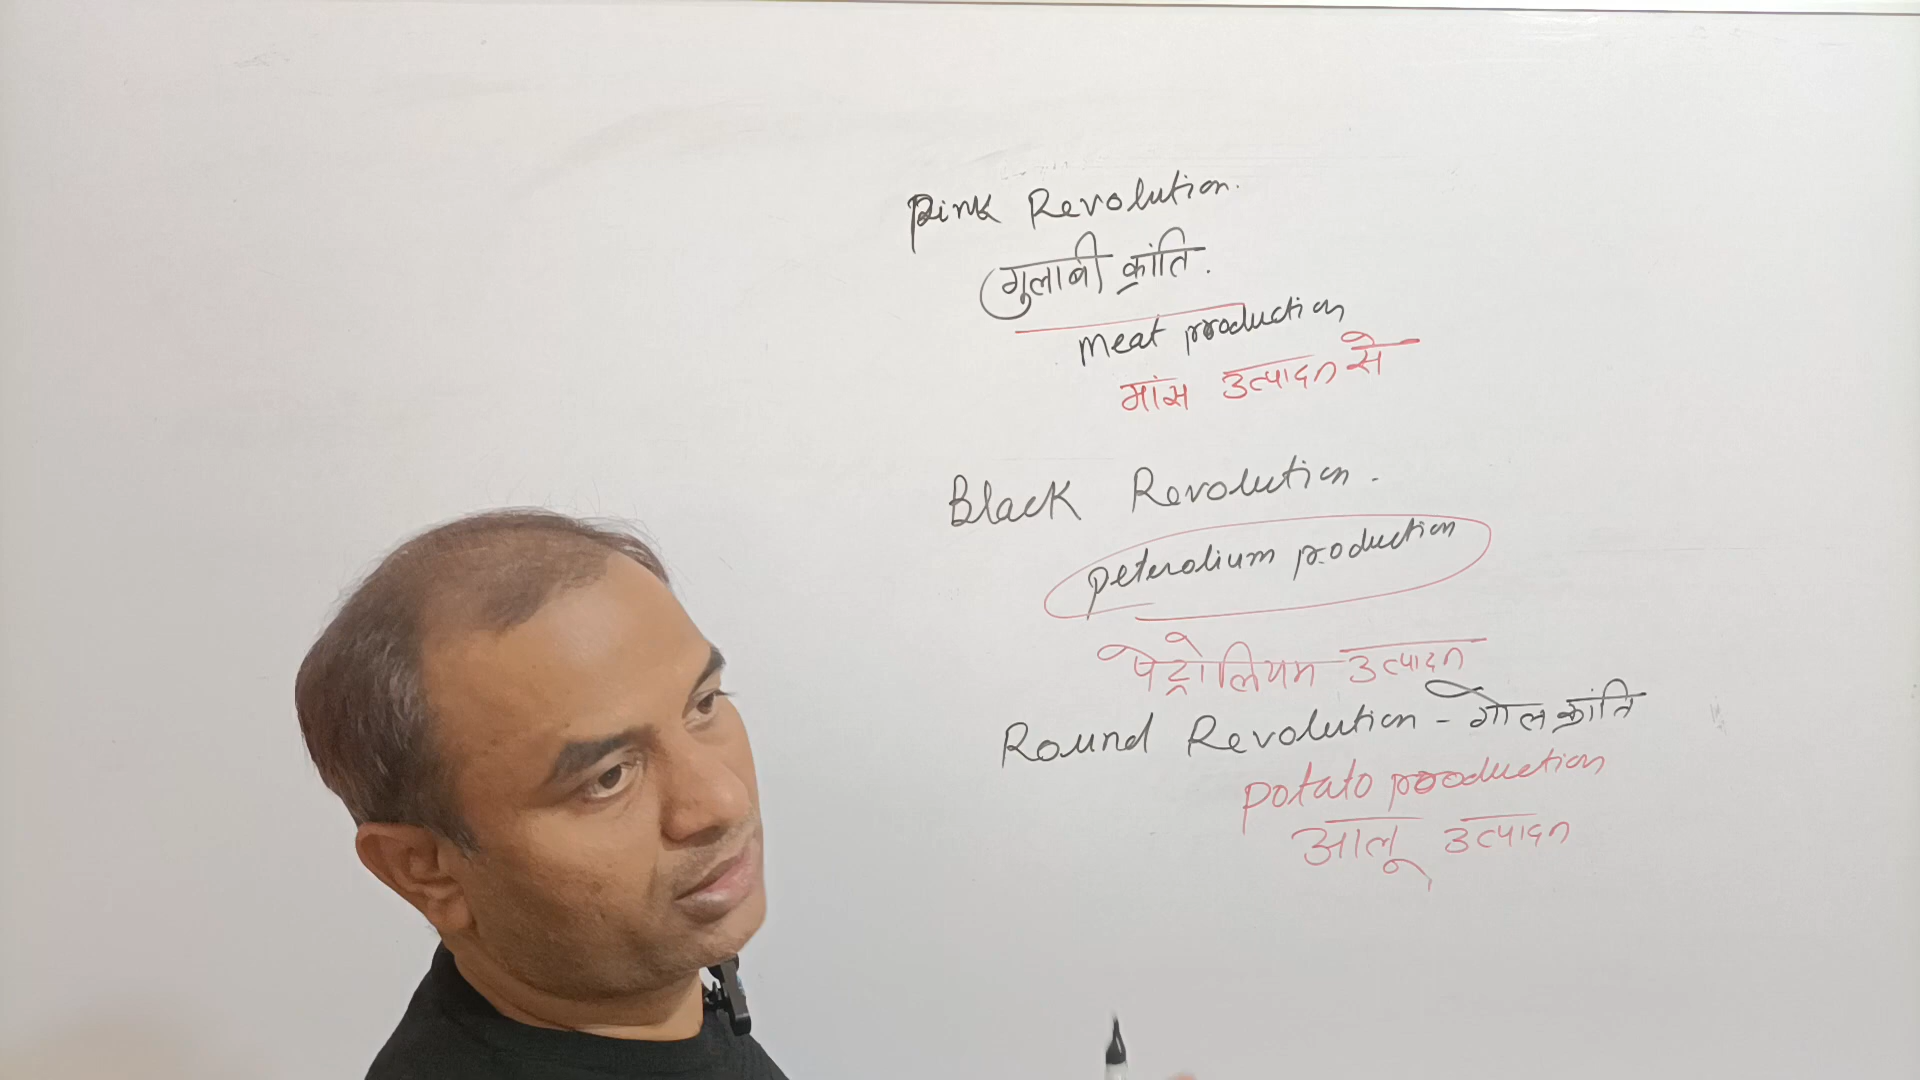 Pink Revolution.
गुलाबी क्रांति.
Meat production
मांस उत्पादन से
Black Revolution.
peterolium production
पेट्रोलियम उत्पादन
Round Revolution - गोल क्रांति
potato production
आलू उत्पादन